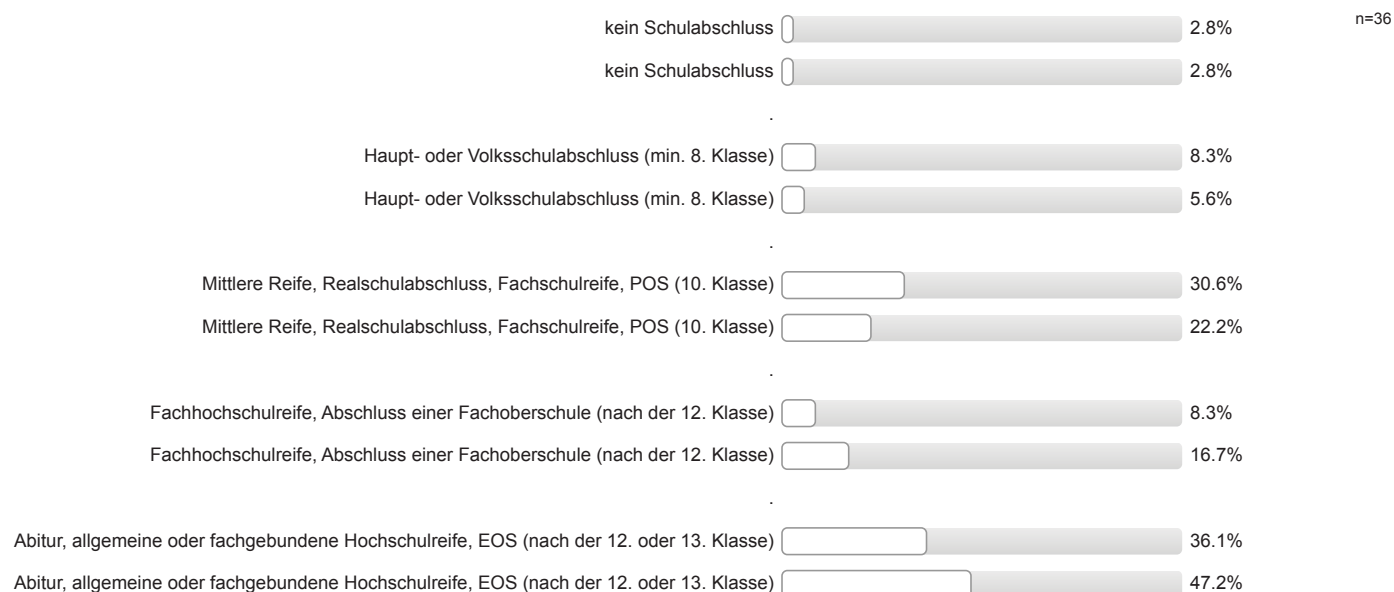 kein Schulabschluss 2.8% n=36
kein Schulabschluss 2.8%
.
Haupt- oder Volksschulabschluss (min. 8. Klasse) 8.3%
Haupt- oder Volksschulabschluss (min. 8. Klasse) 5.6%
.
Mittlere Reife, Realschulabschluss, Fachschulreife, POS (10. Klasse) 30.6%
Mittlere Reife, Realschulabschluss, Fachschulreife, POS (10. Klasse) 22.2%
.
Fachhochschulreife, Abschluss einer Fachoberschule (nach der 12. Klasse) 8.3%
Fachhochschulreife, Abschluss einer Fachoberschule (nach der 12. Klasse) 16.7%
.
Abitur, allgemeine oder fachgebundene Hochschulreife, EOS (nach der 12. oder 13. Klasse) 36.1%
Abitur, allgemeine oder fachgebundene Hochschulreife, EOS (nach der 12. oder 13. Klasse) 47.2%